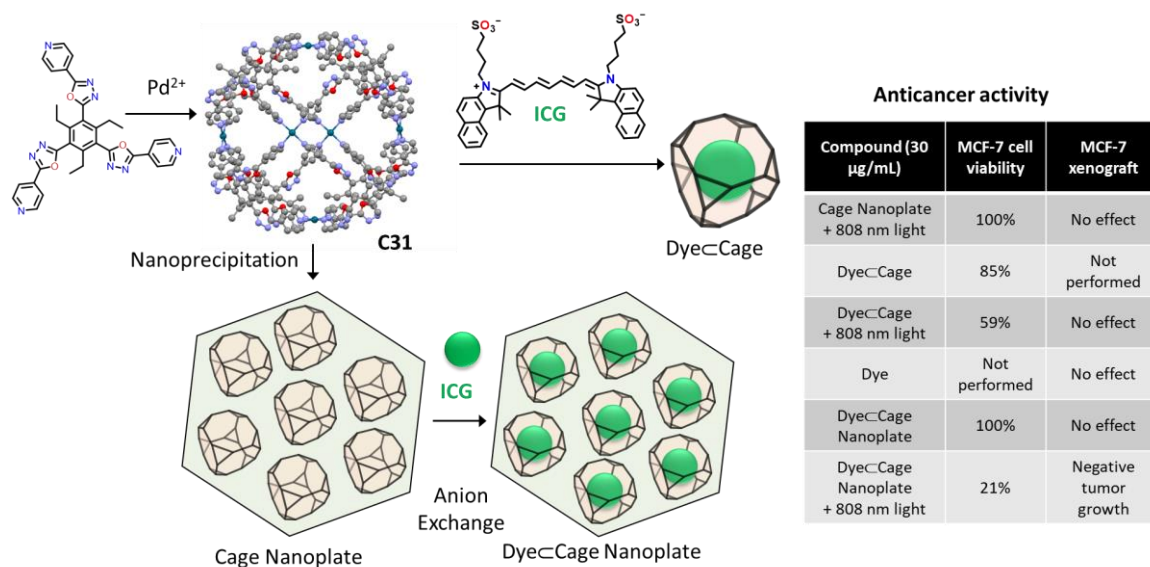 Pd²⁺
C31
SO₃⁻
SO₃⁻
N
+
N
ICG
Dye⊂Cage
N
N
N
O
N
N
O
N
N
O
N
N
Nanoprecipitation
ICG
Anion
Exchange
Cage Nanoplate
Dye⊂Cage Nanoplate
Anticancer activity
Compound (30
µg/mL)
MCF-7 cell
viability
MCF-7
xenograft
Cage Nanoplate
+ 808 nm light
100%
No effect
Dye⊂Cage
85%
Not
performed
Dye⊂Cage
+ 808 nm light
59%
No effect
Dye
Not
performed
No effect
Dye⊂Cage
Nanoplate
100%
No effect
Dye⊂Cage
Nanoplate
+ 808 nm light
21%
Negative
tumor
growth